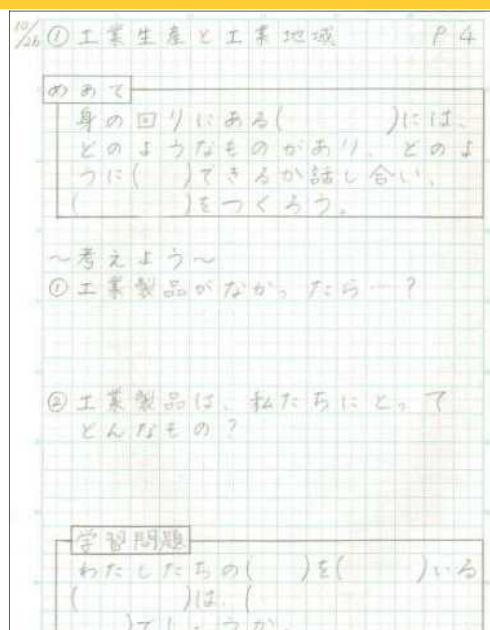 10/26 ① 工業生産と工業地域 P4
めあて
身の回りにある(　　　)には、
どのようなものがあり、どのよ
うに(　　)できるか話し合い、
(　　　)をつくろう。
～考えよう～
① 工業製品がなかったら…？
② 工業製品は、私たちにとって
どんなもの？
学習問題
わたしたちの(　　)を(　　　)いる
(　　　)は、(
)でしょうか。